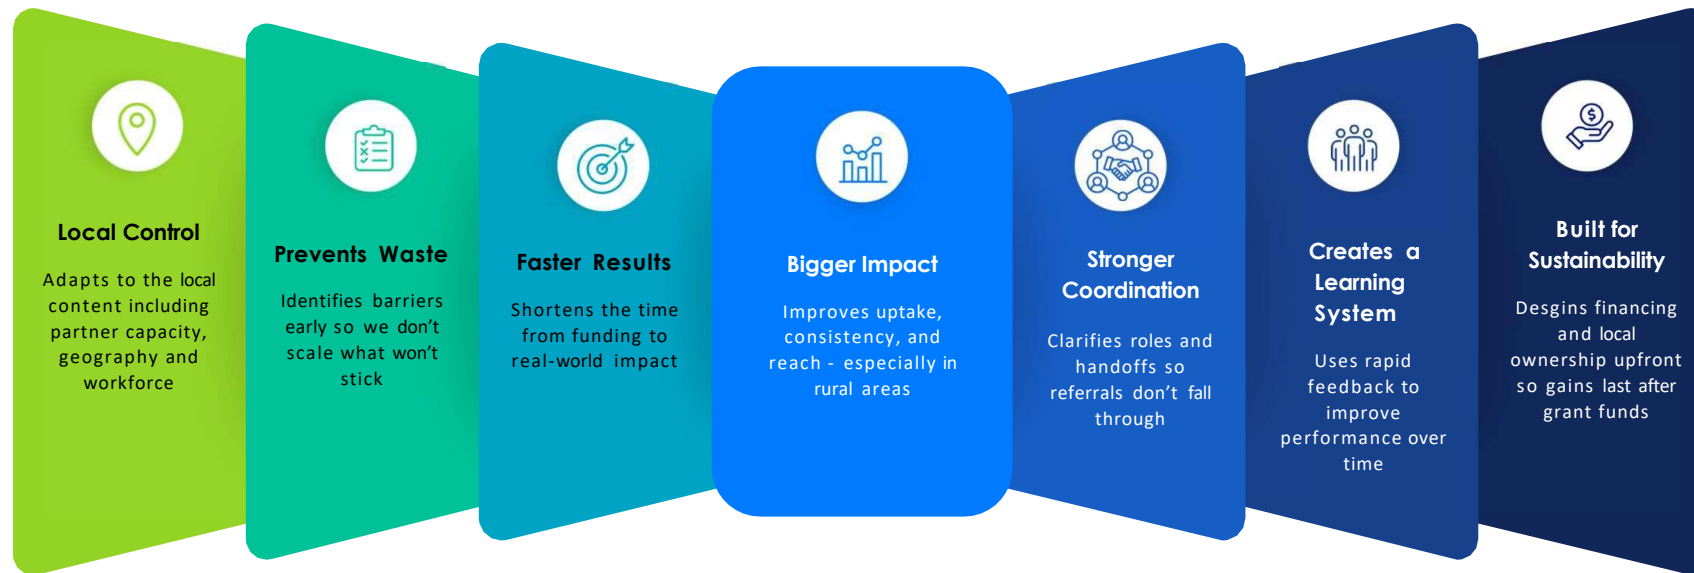 Local Control
Adapts to the local
content including
partner capacity,
geography and
workforce
Prevents Waste
Identifies barriers
early so we don’t
scale what won’t
stick
Faster Results
Shortens the time
from funding to
real-world impact
Bigger Impact
Improves uptake,
consistency, and
reach - especially in
rural areas
Stronger
Coordination
Clarifies roles and
handoffs so
referrals don’t fall
through
Creates a
Learning
System
Uses rapid
feedback to
improve
performance over
time
Built for
Sustainability
Desgins financing
and local
ownership upfront
so gains last after
grant funds